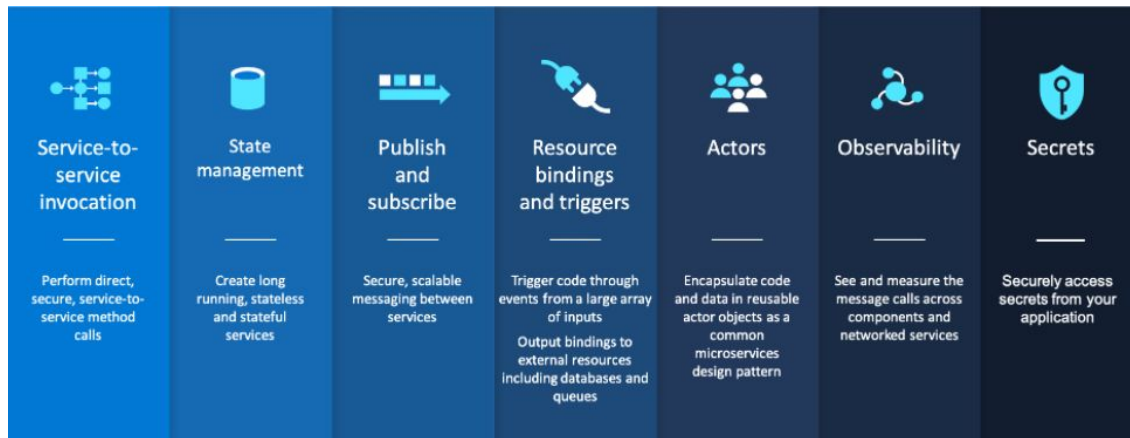 Service-to-
service
invocation
Perform direct,
secure, service-to-
service method
calls
State
management
Create long
running, stateless
and stateful
services
Publish
and
subscribe
Secure, scalable
messaging between
services
Resource
bindings
and triggers
Trigger code through
events from a large array
of inputs
Output bindings to
external resources
including databases and
queues
Actors
Encapsulate code
and data in reusable
actor objects as a
common
microservices
design pattern
Observability
See and measure the
message calls across
components and
networked services
Secrets
Securely access
secrets from your
application